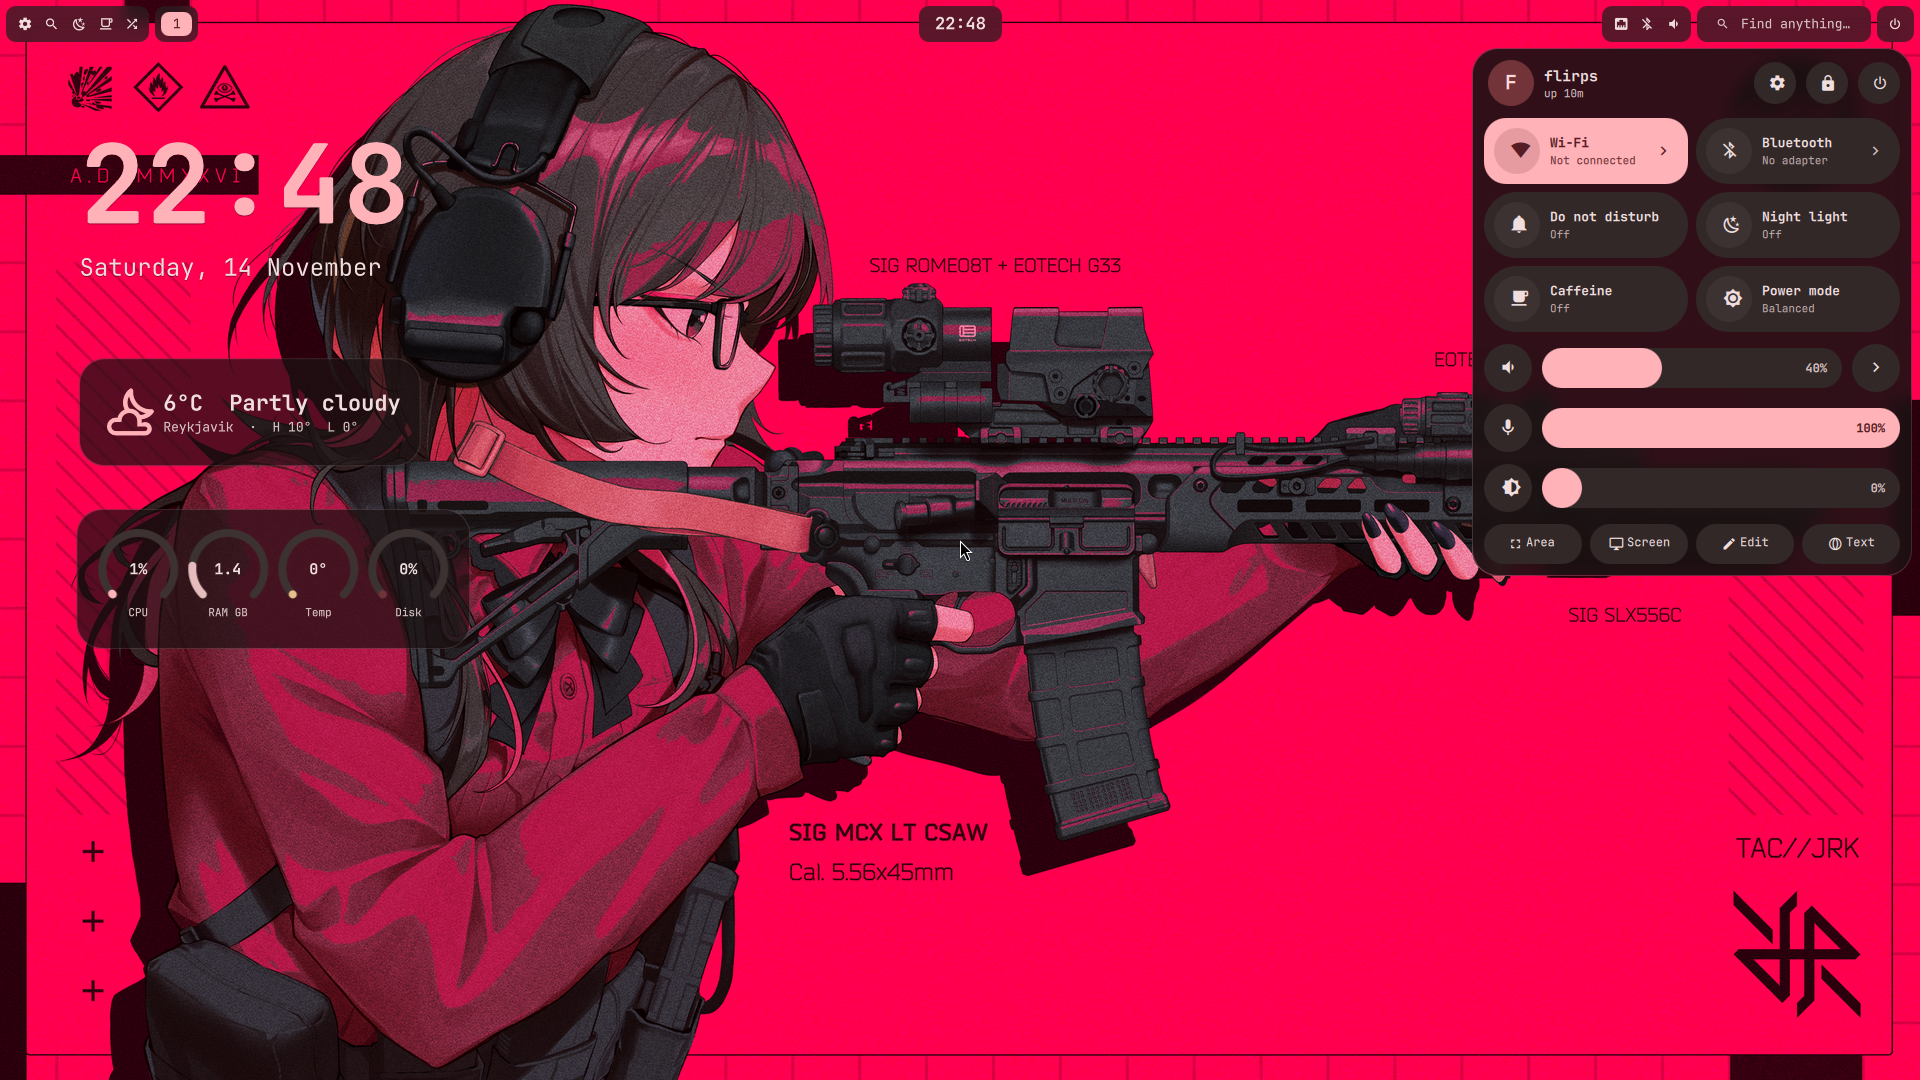 1
22:48
Find anything…
A.D MMXXVI
22:48
Saturday, 14 November
6°C Partly cloudy
Reykjavik · H 10° L 0°
1%
CPU
1.4
RAM GB
0°
Temp
0%
Disk
SIG ROMEO8T + EOTECH G33
EOTE
SIG SLX556C
SIG MCX LT CSAW
Cal. 5.56x45mm
TAC//JRK
F
flirps
up 10m
Wi-Fi
Not connected
Bluetooth
No adapter
Do not disturb
Off
Night light
Off
Caffeine
Off
Power mode
Balanced
40%
100%
0%
Area
Screen
Edit
Text